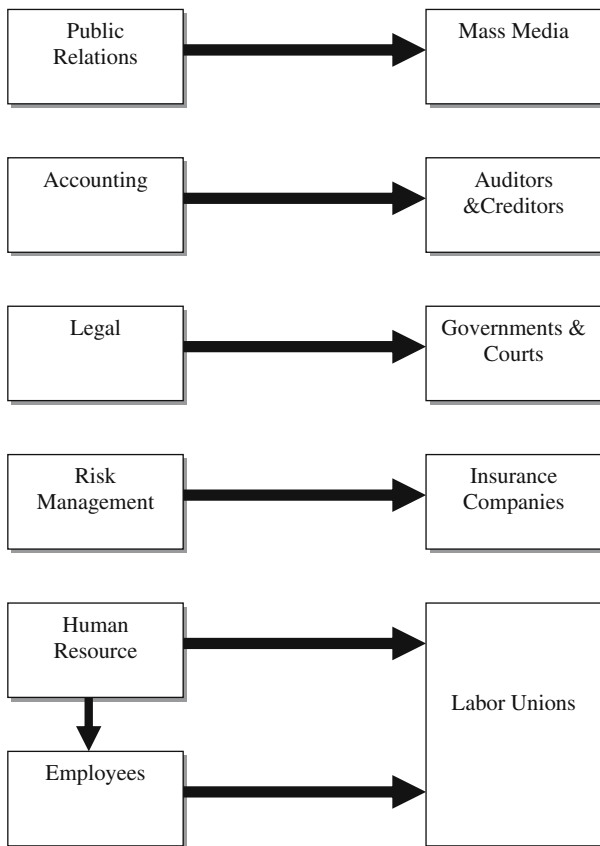 Public
Relations
Mass Media
Accounting
Auditors
&Creditors
Legal
Governments &
Courts
Risk
Management
Insurance
Companies
Human
Resource
Labor Unions
Employees